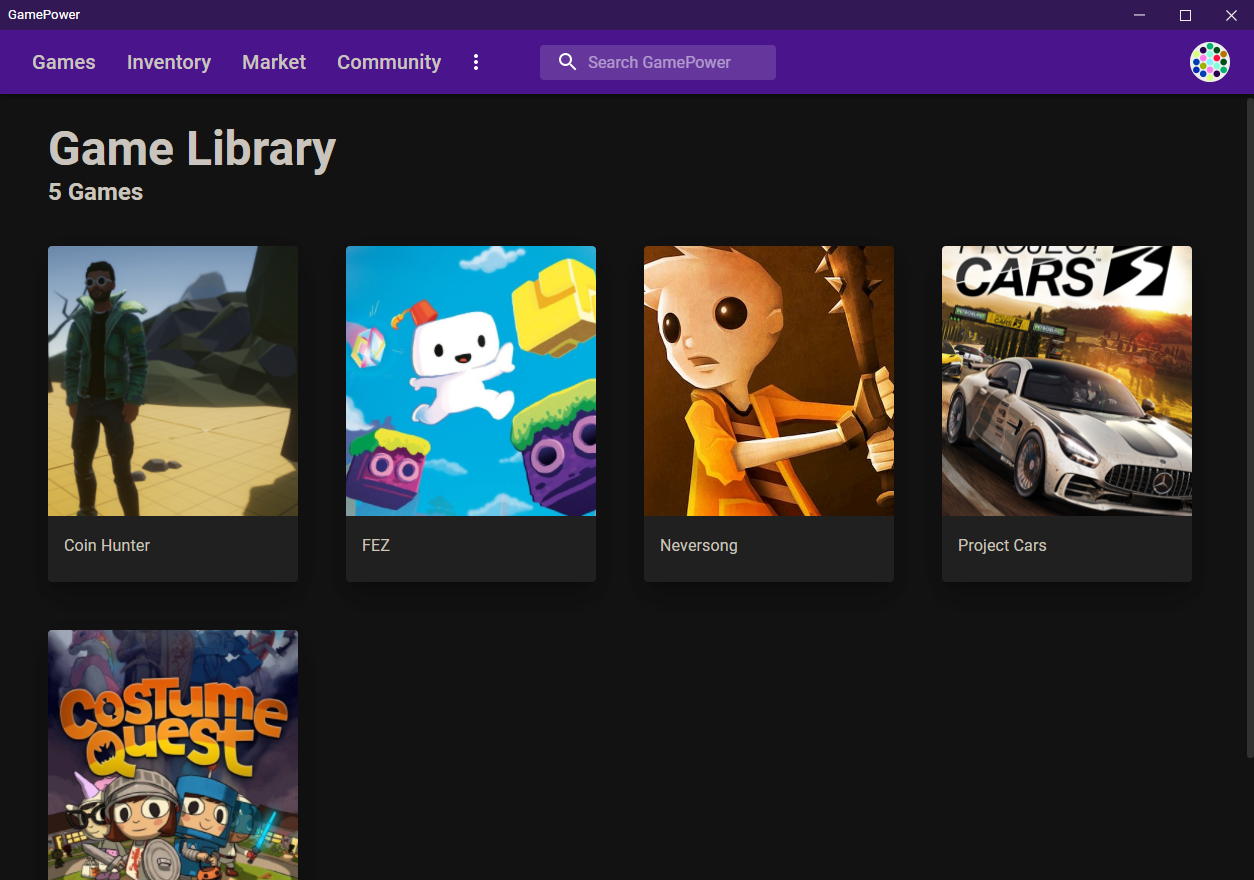 GamePower
Games Inventory Market Community Search GamePower
Game Library
5 Games
PROJECT
CARS 3
Coin Hunter
FEZ
Neversong
Project Cars
COSTUME
QUEST